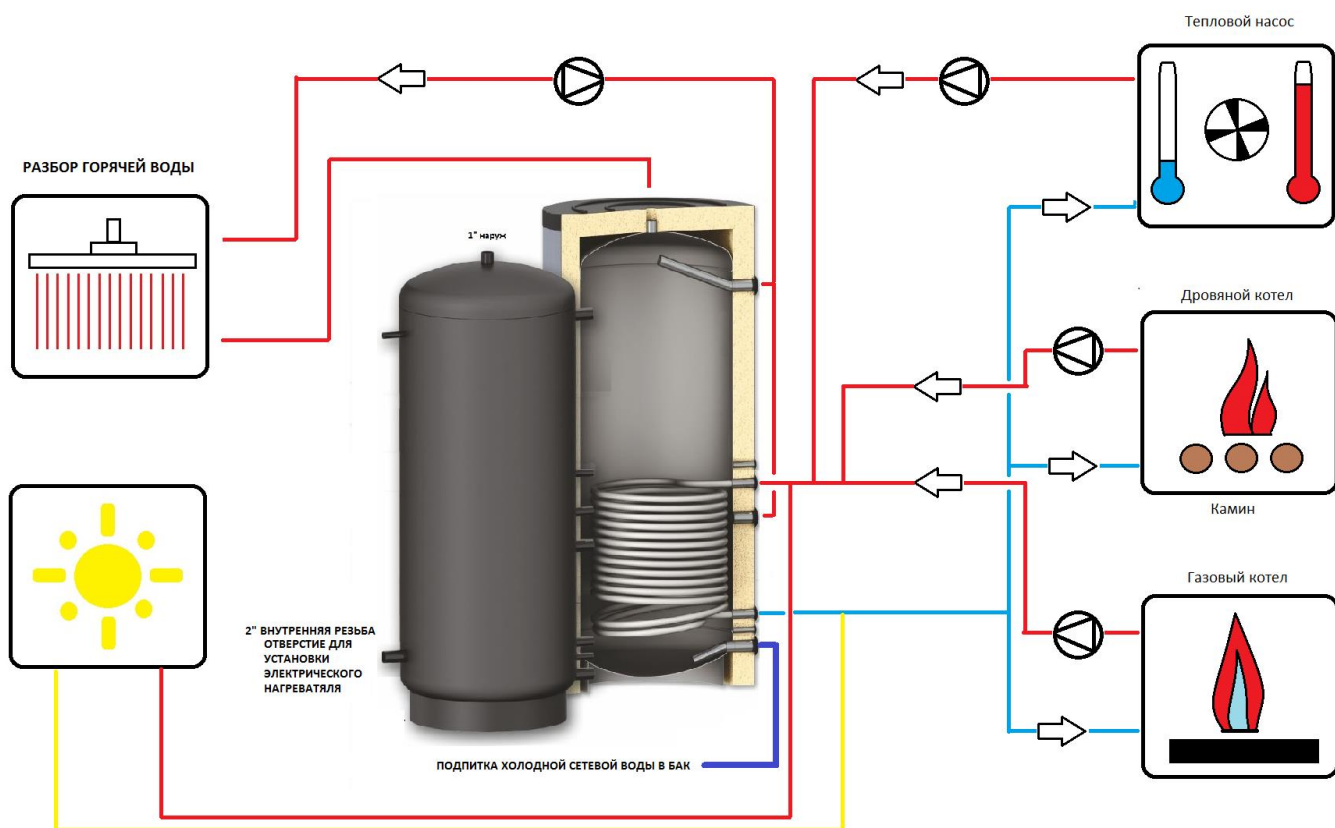 Тепловой насос
РАЗБОР ГОРЯЧЕЙ ВОДЫ
1" наруж
Дровяной котел
Камин
Газовый котел
2" ВНУТРЕННЯЯ РЕЗЬБА
ОТВЕРСТИЕ ДЛЯ
УСТАНОВКИ
ЭЛЕКТРИЧЕСКОГО
НАГРЕВАТЯЛЯ
ПОДПИТКА ХОЛОДНОЙ СЕТЕВОЙ ВОДЫ В БАК